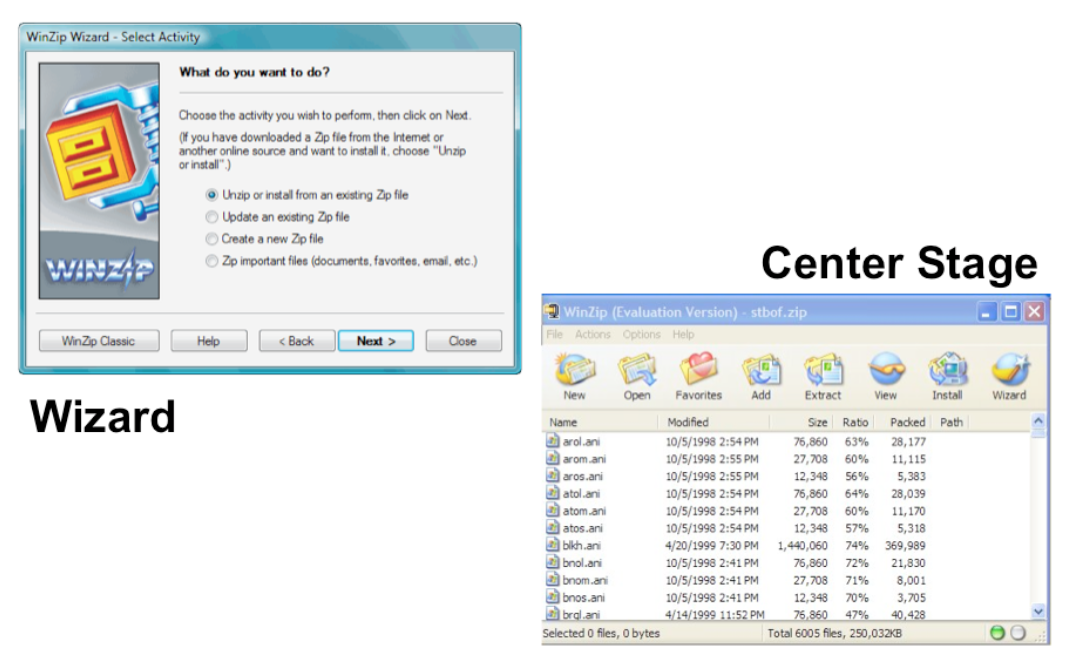 WinZip Wizard - Select Activity
What do you want to do?
Choose the activity you wish to perform, then click on Next.
(If you have downloaded a Zip file from the Internet or
another online source and want to install it, choose "Unzip
or install".)
Unzip or install from an existing Zip file
Update an existing Zip file
Create a new Zip file
Zip important files (documents, favorites, email, etc.)
WINZIP
WinZip Classic Help < Back Next > Close
Wizard
Center Stage
WinZip (Evaluation Version) - stbof.zip
File Actions Options Help
New Open Favorites Add Extract View Install Wizard
Name Modified Size Ratio Packed Path
arol.ani 10/5/1998 2:54 PM 76,860 63% 28,177
arom.ani 10/5/1998 2:55 PM 27,708 60% 11,115
aros.ani 10/5/1998 2:55 PM 12,348 56% 5,383
atol.ani 10/5/1998 2:54 PM 76,860 64% 28,039
atom.ani 10/5/1998 2:54 PM 27,708 60% 11,170
atos.ani 10/5/1998 2:54 PM 12,348 57% 5,318
blkh.ani 4/20/1999 7:30 PM 1,440,060 74% 369,989
bnol.ani 10/5/1998 2:41 PM 76,860 72% 21,830
bnom.ani 10/5/1998 2:41 PM 27,708 71% 8,001
bnos.ani 10/5/1998 2:41 PM 12,348 70% 3,705
brql.ani 4/14/1999 11:52 PM 76,860 47% 40,428
Selected 0 files, 0 bytes Total 6005 files, 250,032KB